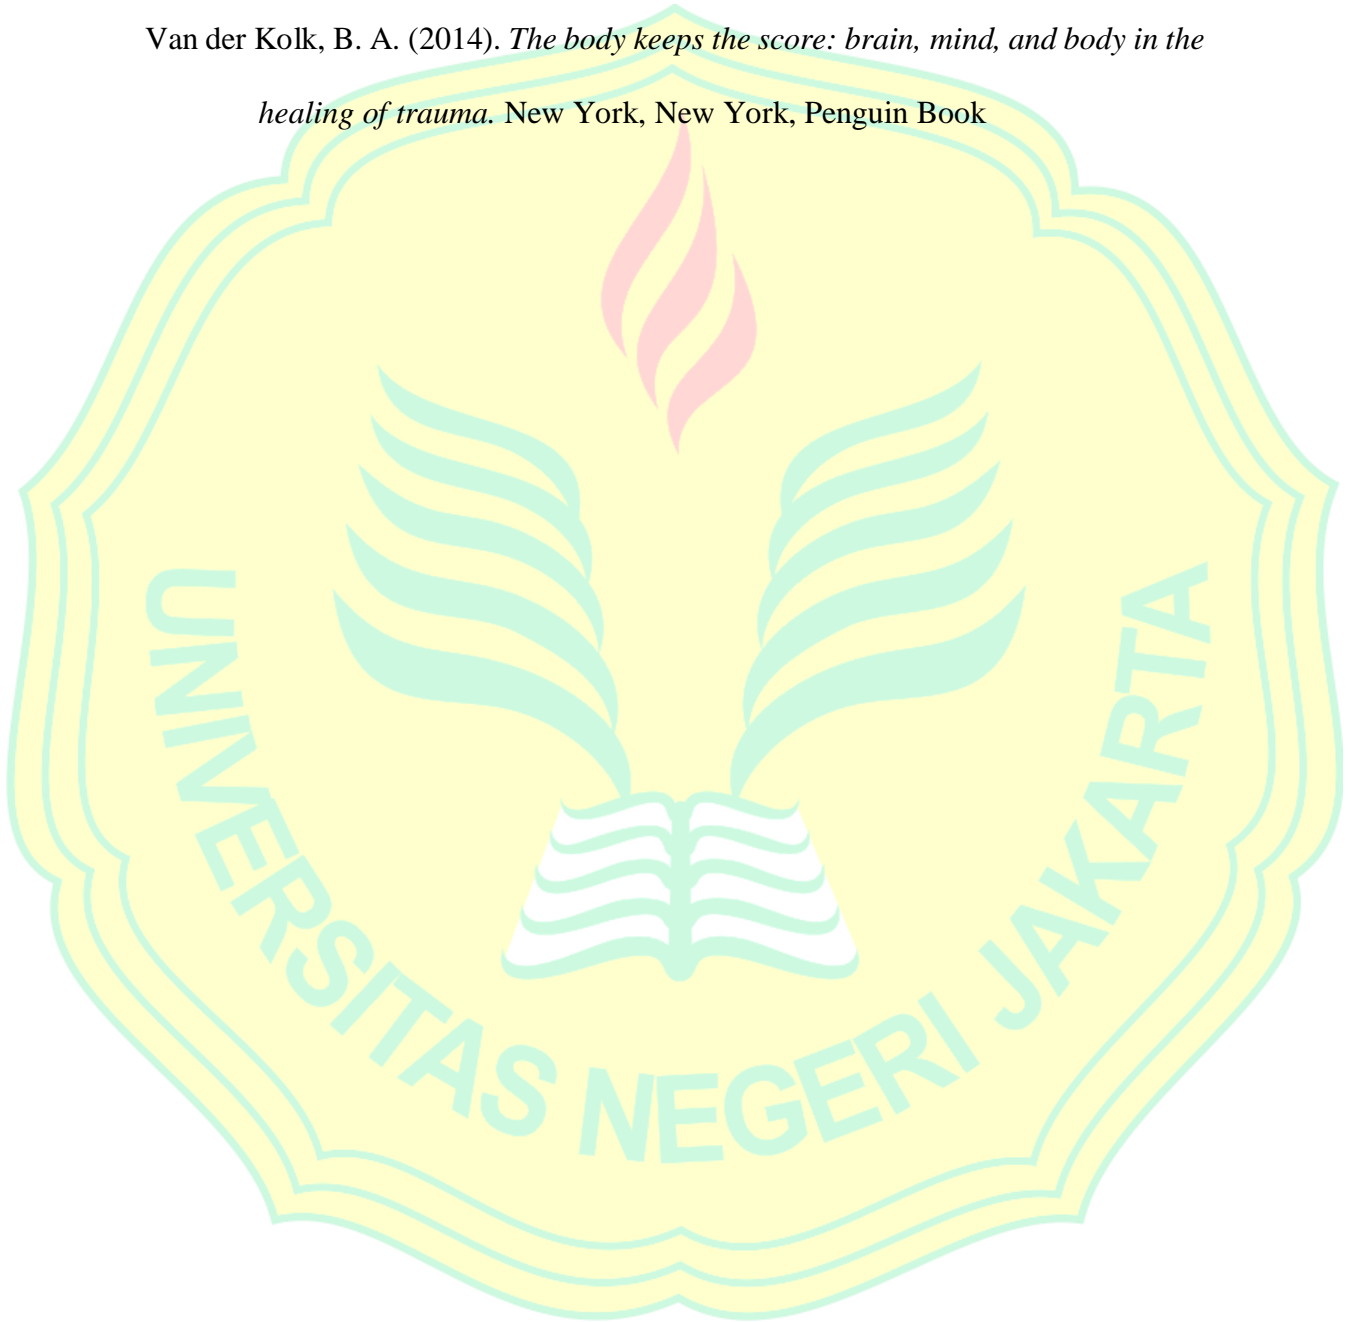 Van der Kolk, B. A. (2014). The body keeps the score: brain, mind, and body in the
healing of trauma. New York, New York, Penguin Book
UNIVERSITAS NEGERI JAKARTA